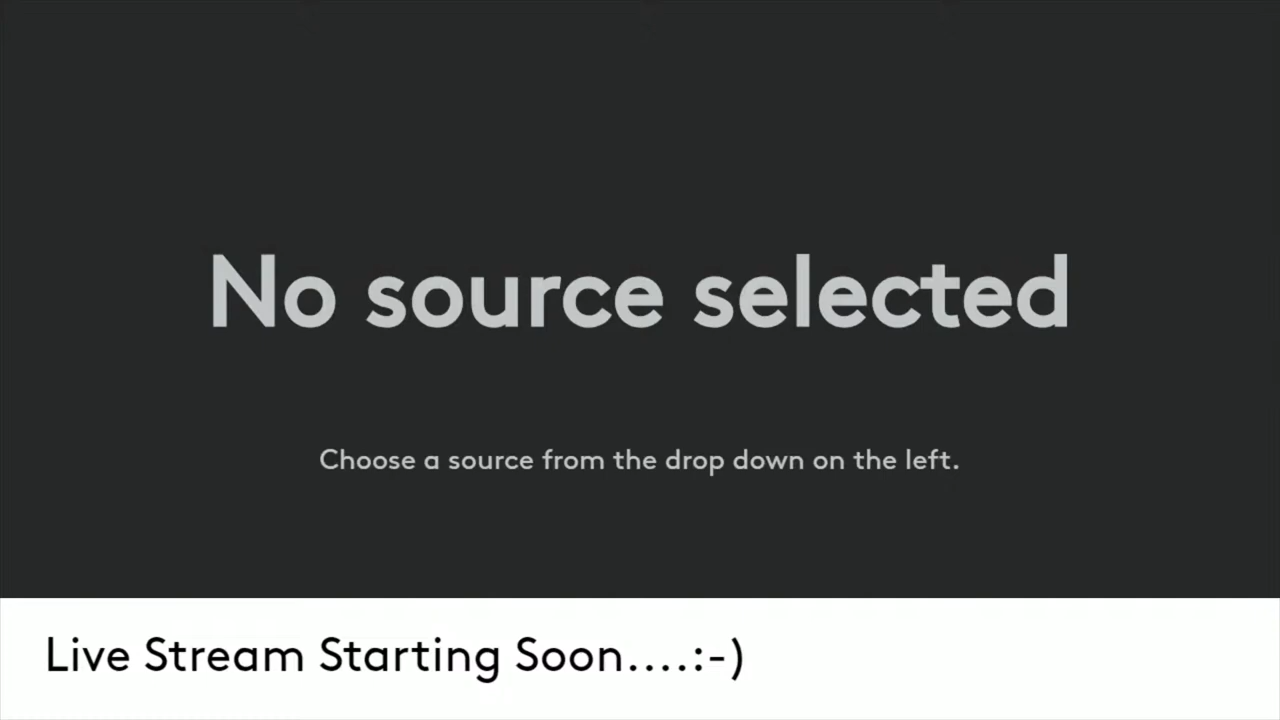 No source selected
Choose a source from the drop down on the left.
Live Stream Starting Soon....:-)